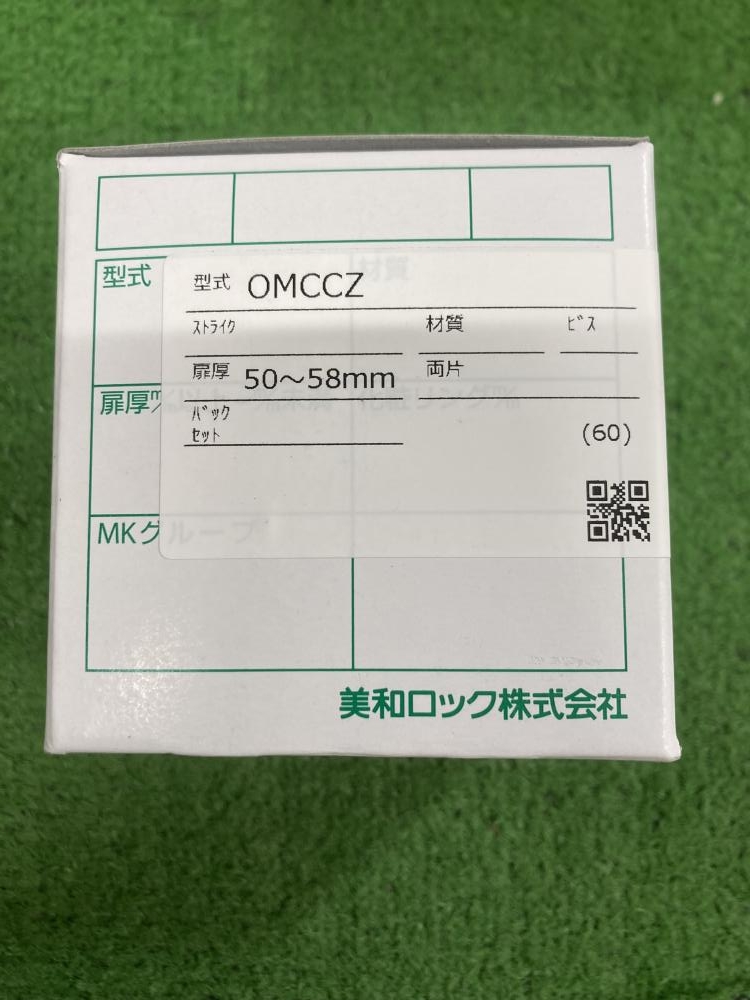 型式
材質
型式 OMCCZ
ｽﾄﾗｲｸ 材質 ﾋﾞｽ
扉厚 50～58mm 両片
扉厚
ﾊﾞｯｸ
ｾｯﾄ
(60)
MKグループ
美和ロック株式会社